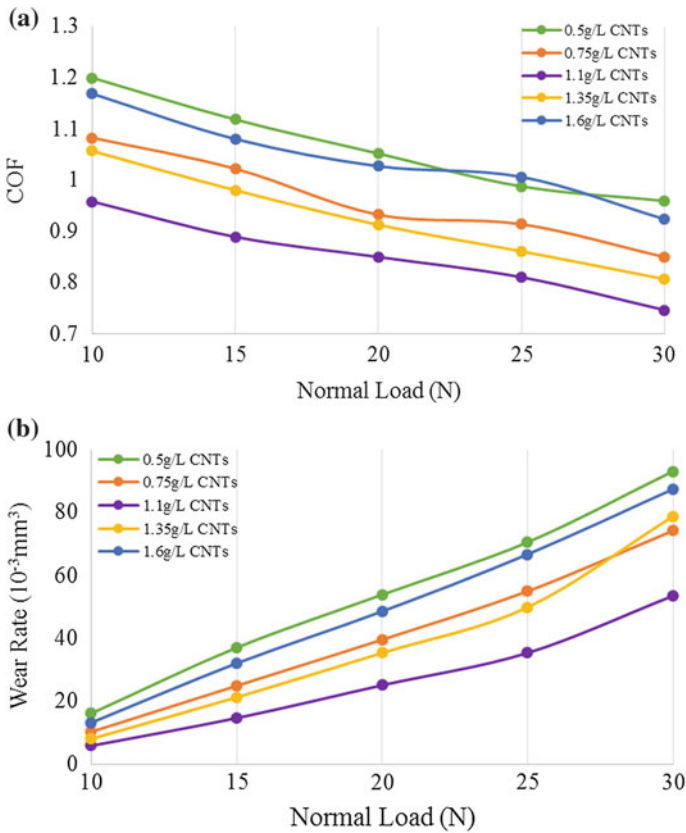 (a)
1.3
1.2
1.1
1
0.9
0.8
0.7
COF
0.5g/L CNTs
0.75g/L CNTs
1.1g/L CNTs
1.35g/L CNTs
1.6g/L CNTs
10 15 20 25 30
Normal Load (N)
(b)
100
80
60
40
20
0
Wear Rate (10⁻³mm³)
0.5g/L CNTs
0.75g/L CNTs
1.1g/L CNTs
1.35g/L CNTs
1.6g/L CNTs
10 15 20 25 30
Normal Load (N)